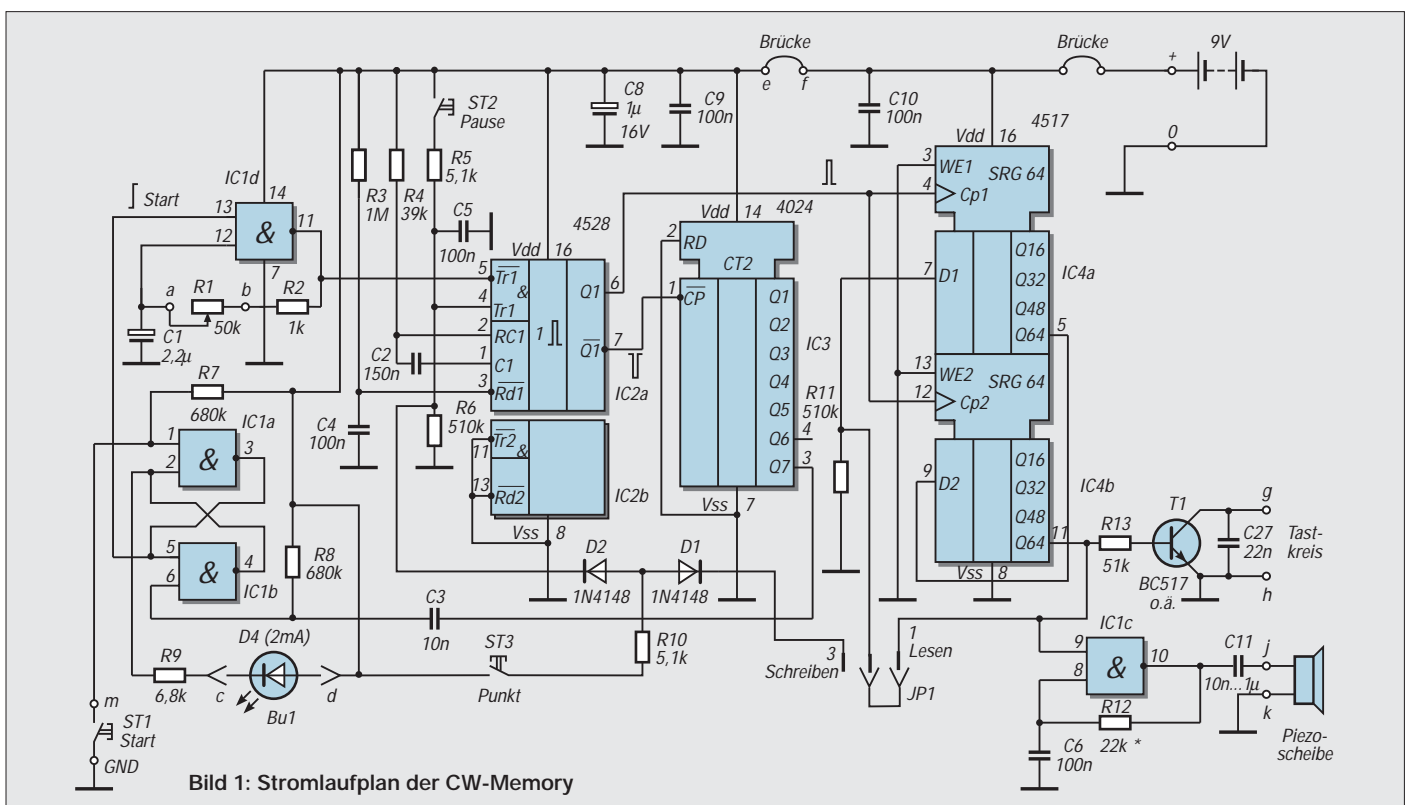 Brücke
e
f
Brücke
+
9V
0
ST2
Pause
C8
1µ
16V
C9
100n
C10
100n
4517
IC1d
Start
14
13
12
11
&
7
R3
1M
R4
39k
R5
5,1k
C5
100n
4528
Vdd
16
5
Tr1
&
4
Tr1
2
RC1
1
C1
3
Rd1
1
Q1
6
Q1
7
IC2a
Vdd
14
4024
2
RD
CT2
1
CP
Q1
Q2
Q3
Q4
Q5
Q6
Q7
IC3
4
3
Vss
7
Vdd
16
3
WE1
SRG 64
4
Cp1
7
D1
Q16
Q32
Q48
Q64
5
IC4a
13
WE2
SRG 64
12
Cp2
9
D2
Q16
Q32
Q48
Q64
11
IC4b
Vss
8
a
R1
50k
b
R2
1k
C1
2,2µ
R7
680k
C2
150n
C4
100n
R6
510k
Tr2
11
&
13
Rd2
IC2b
Vss
8
R11
510k
IC1a
1
2
&
3
5
6
&
4
IC1b
R8
680k
D2
1N4148
D1
1N4148
R13
51k
T1
BC517
o.ä.
g
C27
22n
h
Tast-
kreis
C3
10n
R10
5,1k
D4 (2mA)
R9
6,8k
c
d
Bu1
ST3
Punkt
3
Schreiben
1
Lesen
JP1
IC1c
9
8
&
10
C11
10n...1µ
j
k
Piezo-
scheibe
R12
22k *
C6
100n
m
ST1
Start
GND
Bild 1: Stromlaufplan der CW-Memory